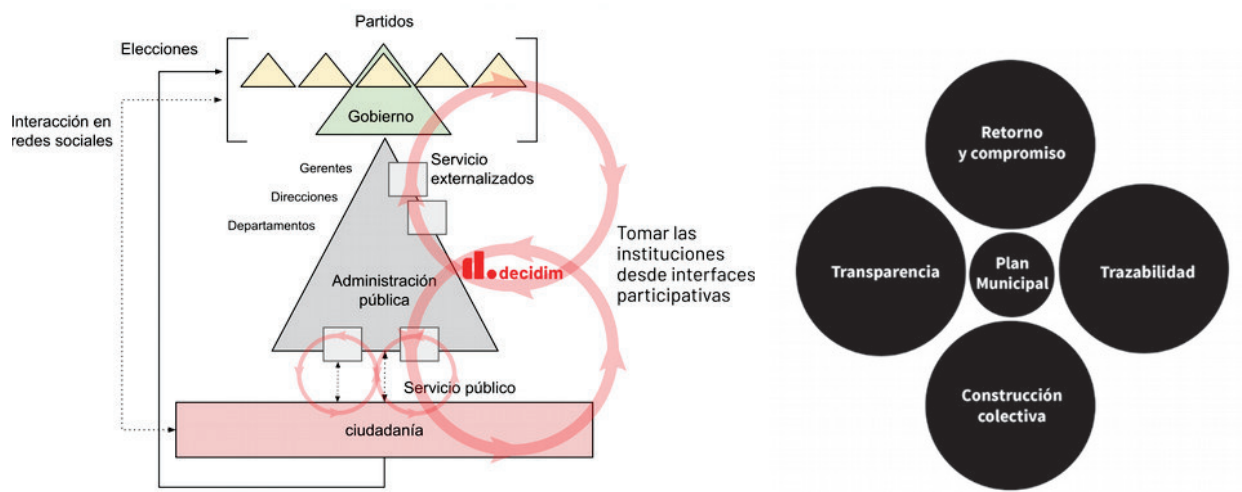 Partidos
Elecciones
Interacción en
redes sociales
Gobierno
Gerentes
Direcciones
Departamentos
Servicio
externalizados
Administración
pública
decidim
Tomar las
instituciones
desde interfaces
participativas
Servicio público
ciudadanía
Retorno
y compromiso
Transparencia
Plan
Municipal
Trazabilidad
Construcción
colectiva